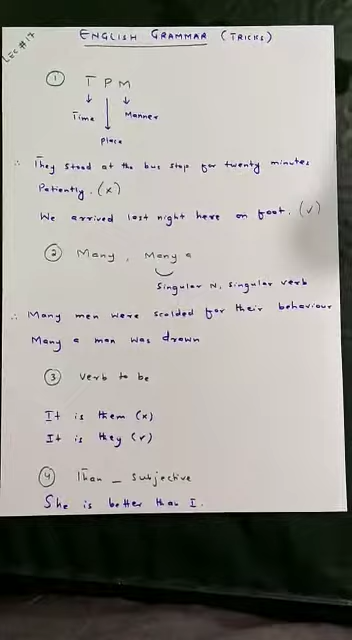 LEC # 17
ENGLISH GRAMMAR (TRICKS)
① T P M
Time Manner
Place
∴ They stood at the bus stop for twenty minutes
Patiently. (x)
We arrived last night here on foot. (√)
② Many, Many a
Singular N, Singular verb
∴ Many men were scolded for their behaviour
Many a man was drown
③ Verb to be
It is them (x)
It is they (√)
④ Than _ subjective
She is better than I.